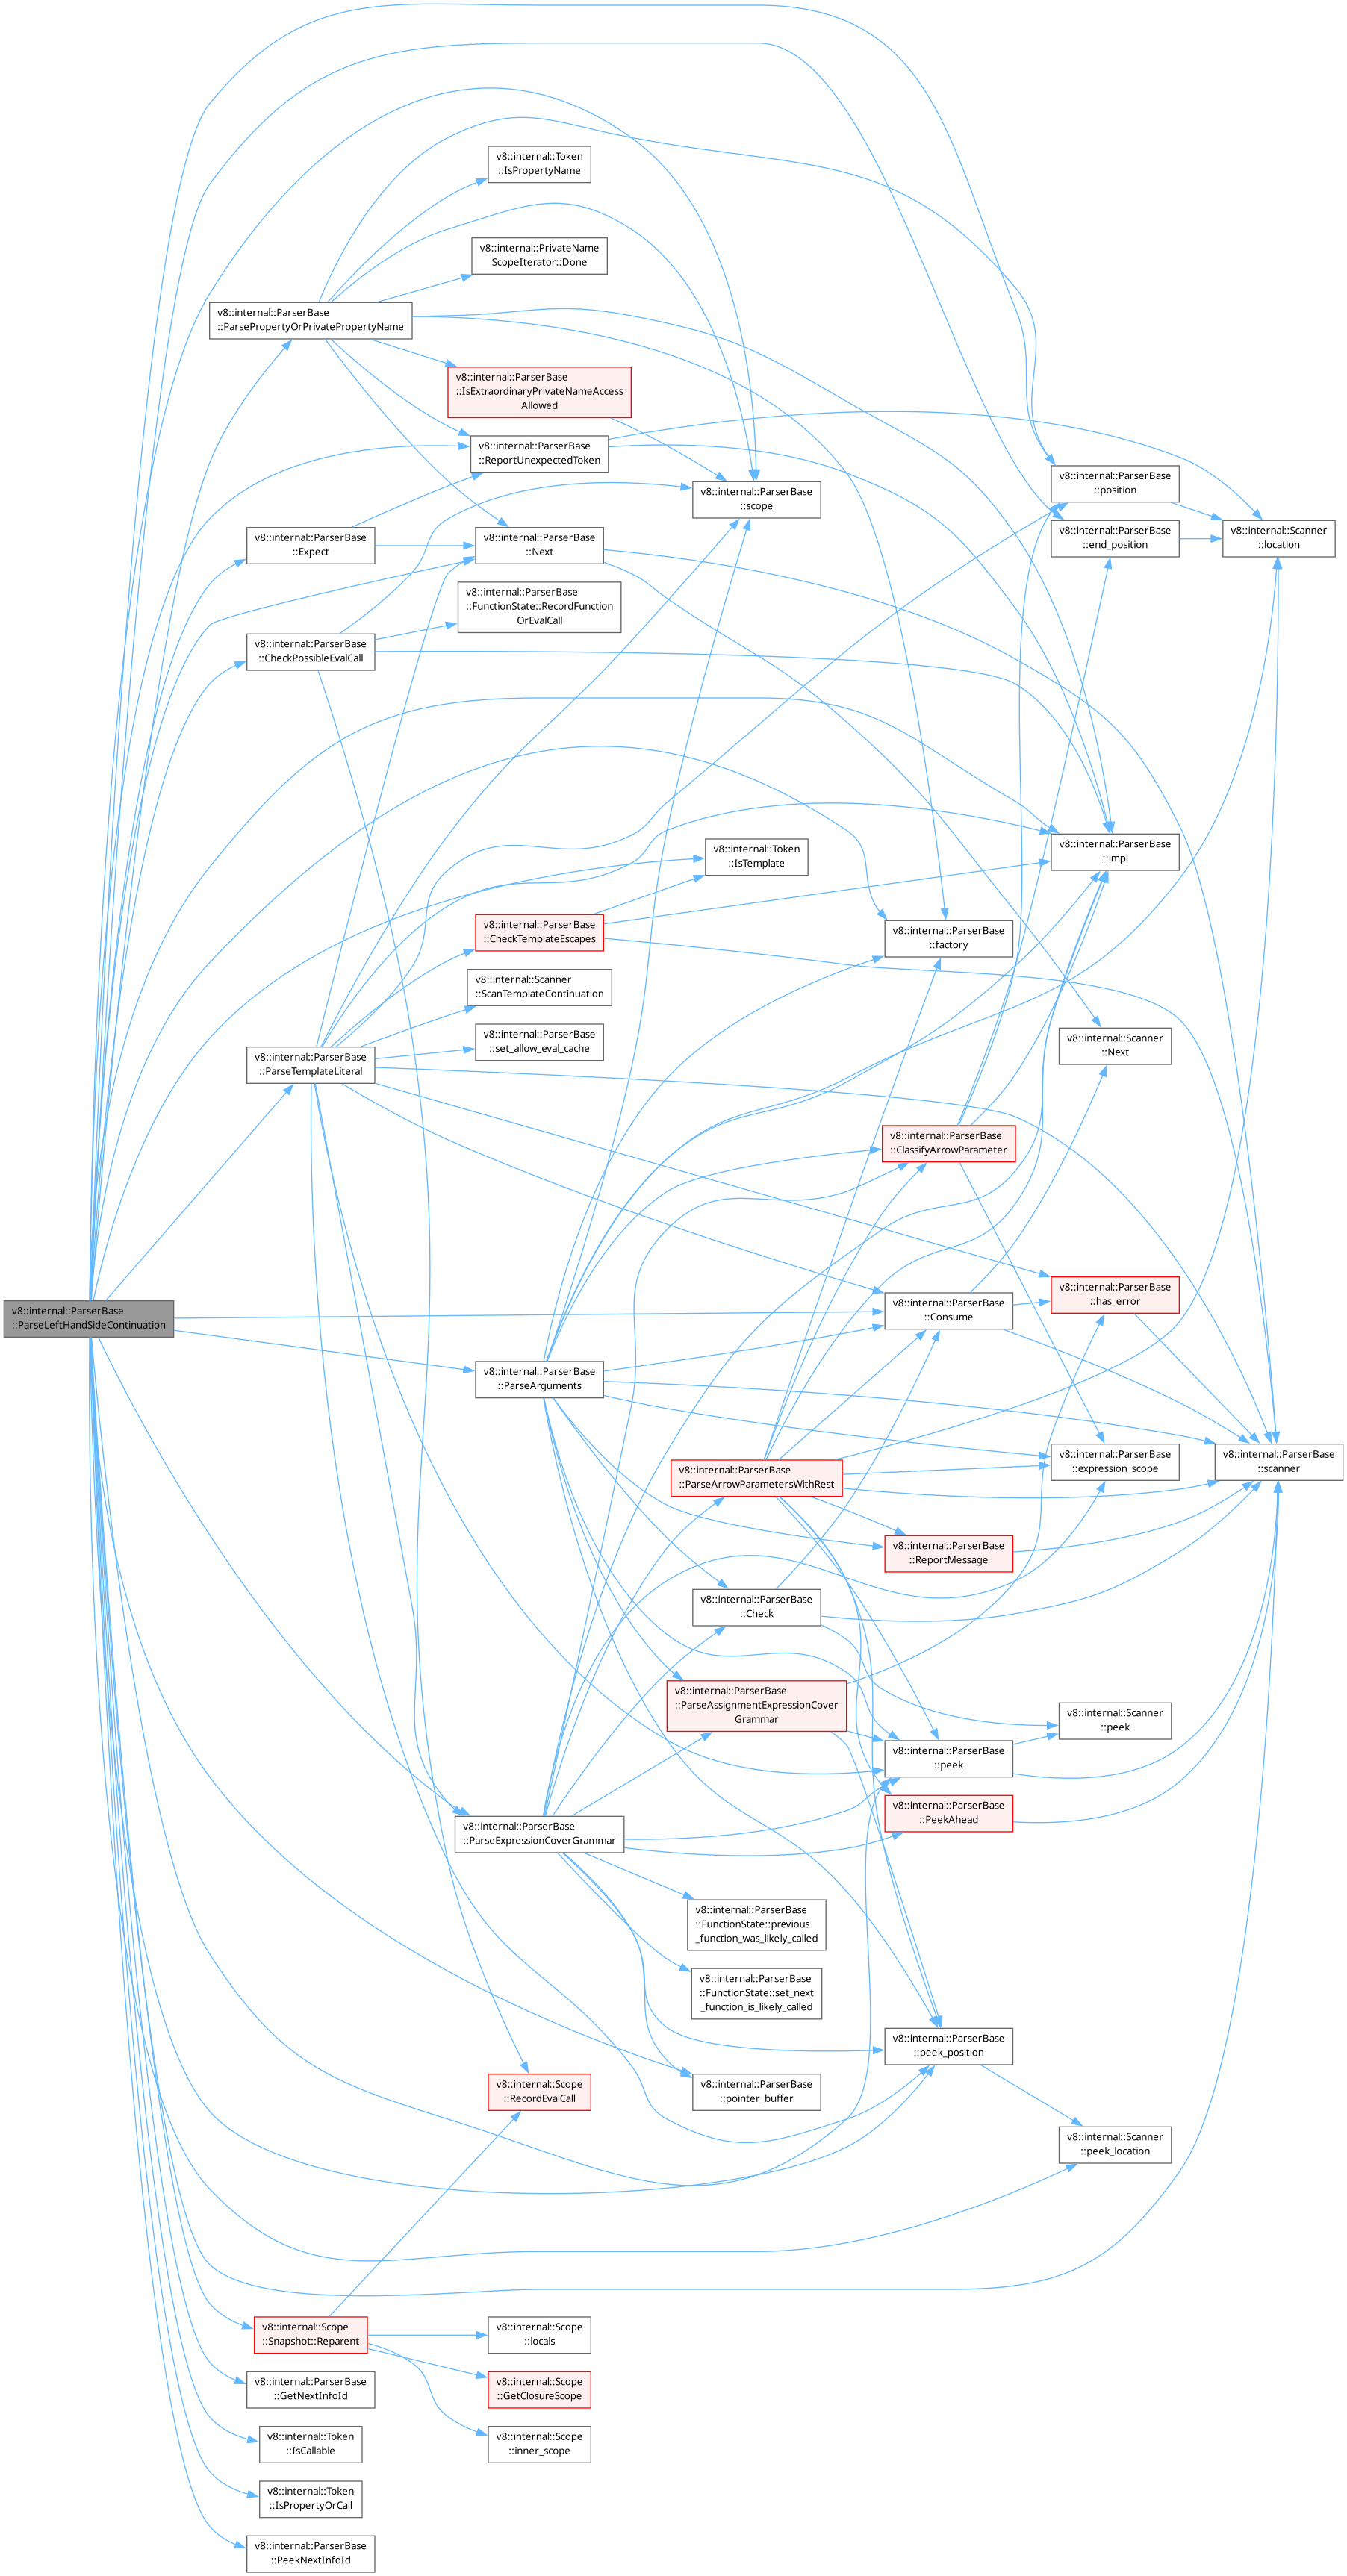 v8::internal::Token
::IsPropertyName
v8::internal::PrivateName
ScopeIterator::Done
v8::internal::ParserBase
::ParsePropertyOrPrivatePropertyName
v8::internal::ParserBase
::IsExtraordinaryPrivateNameAccess
Allowed
v8::internal::ParserBase
::ReportUnexpectedToken
v8::internal::ParserBase
::position
v8::internal::ParserBase
::scope
v8::internal::ParserBase
::Expect
v8::internal::ParserBase
::Next
v8::internal::ParserBase
::end_position
v8::internal::Scanner
::location
v8::internal::ParserBase
::FunctionState::RecordFunction
OrEvalCall
v8::internal::ParserBase
::CheckPossibleEvalCall
v8::internal::Token
::IsTemplate
v8::internal::ParserBase
::impl
v8::internal::ParserBase
::CheckTemplateEscapes
v8::internal::ParserBase
::factory
v8::internal::Scanner
::ScanTemplateContinuation
v8::internal::ParserBase
::set_allow_eval_cache
v8::internal::Scanner
::Next
v8::internal::ParserBase
::ParseTemplateLiteral
v8::internal::ParserBase
::ClassifyArrowParameter
v8::internal::ParserBase
::ParseLeftHandSideContinuation
v8::internal::ParserBase
::Consume
v8::internal::ParserBase
::has_error
v8::internal::ParserBase
::ParseArguments
v8::internal::ParserBase
::ParseArrowParametersWithRest
v8::internal::ParserBase
::expression_scope
v8::internal::ParserBase
::scanner
v8::internal::ParserBase
::ReportMessage
v8::internal::ParserBase
::Check
v8::internal::ParserBase
::ParseAssignmentExpressionCover
Grammar
v8::internal::Scanner
::peek
v8::internal::ParserBase
::peek
v8::internal::ParserBase
::PeekAhead
v8::internal::ParserBase
::ParseExpressionCoverGrammar
v8::internal::ParserBase
::FunctionState::previous
_function_was_likely_called
v8::internal::ParserBase
::FunctionState::set_next
_function_is_likely_called
v8::internal::ParserBase
::peek_position
v8::internal::Scope
::RecordEvalCall
v8::internal::ParserBase
::pointer_buffer
v8::internal::Scanner
::peek_location
v8::internal::Scope
::Snapshot::Reparent
v8::internal::Scope
::locals
v8::internal::ParserBase
::GetNextInfoId
v8::internal::Scope
::GetClosureScope
v8::internal::Token
::IsCallable
v8::internal::Scope
::inner_scope
v8::internal::Token
::IsPropertyOrCall
v8::internal::ParserBase
::PeekNextInfoId